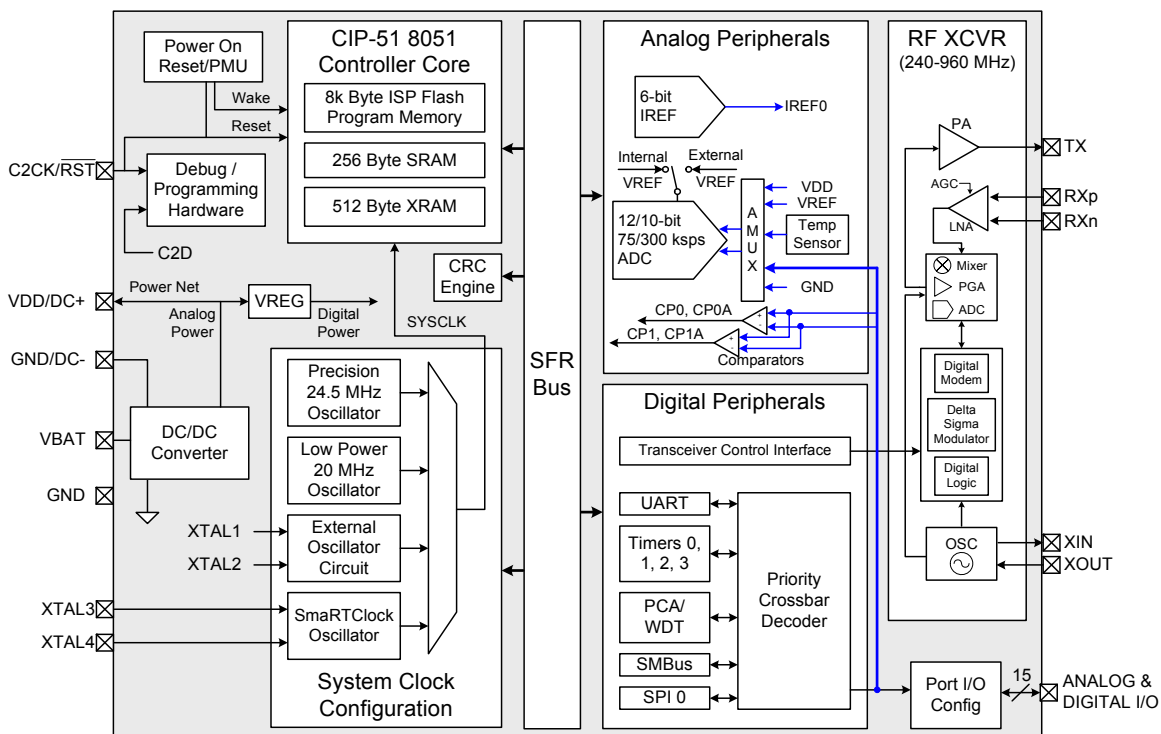 Power On
Reset/PMU
Wake
Reset
C2CK/RST
Debug /
Programming
Hardware
C2D
VDD/DC+
Power Net
VREG
Analog
Power
Digital
Power
GND/DC-
VBAT
DC/DC
Converter
GND
XTAL1
XTAL2
XTAL3
XTAL4
CIP-51 8051
Controller Core
8k Byte ISP Flash
Program Memory
256 Byte SRAM
512 Byte XRAM
CRC
Engine
SYSCLK
Precision
24.5 MHz
Oscillator
Low Power
20 MHz
Oscillator
External
Oscillator
Circuit
SmaRTClock
Oscillator
System Clock
Configuration
SFR
Bus
Analog Peripherals
6-bit
IREF
IREF0
Internal
VREF
External
VREF
12/10-bit
75/300 ksps
ADC
A
M
U
X
VDD
VREF
Temp
Sensor
GND
CP0, CP0A
+
-
CP1, CP1A
+
-
Comparators
Digital Peripherals
Transceiver Control Interface
UART
Timers 0,
1, 2, 3
PCA/
WDT
SMBus
SPI 0
Priority
Crossbar
Decoder
RF XCVR
(240-960 MHz)
PA
TX
AGC
LNA
RXp
RXn
Mixer
PGA
ADC
Digital
Modem
Delta
Sigma
Modulator
Digital
Logic
OSC
XIN
XOUT
Port I/O
Config
15
ANALOG &
DIGITAL I/O